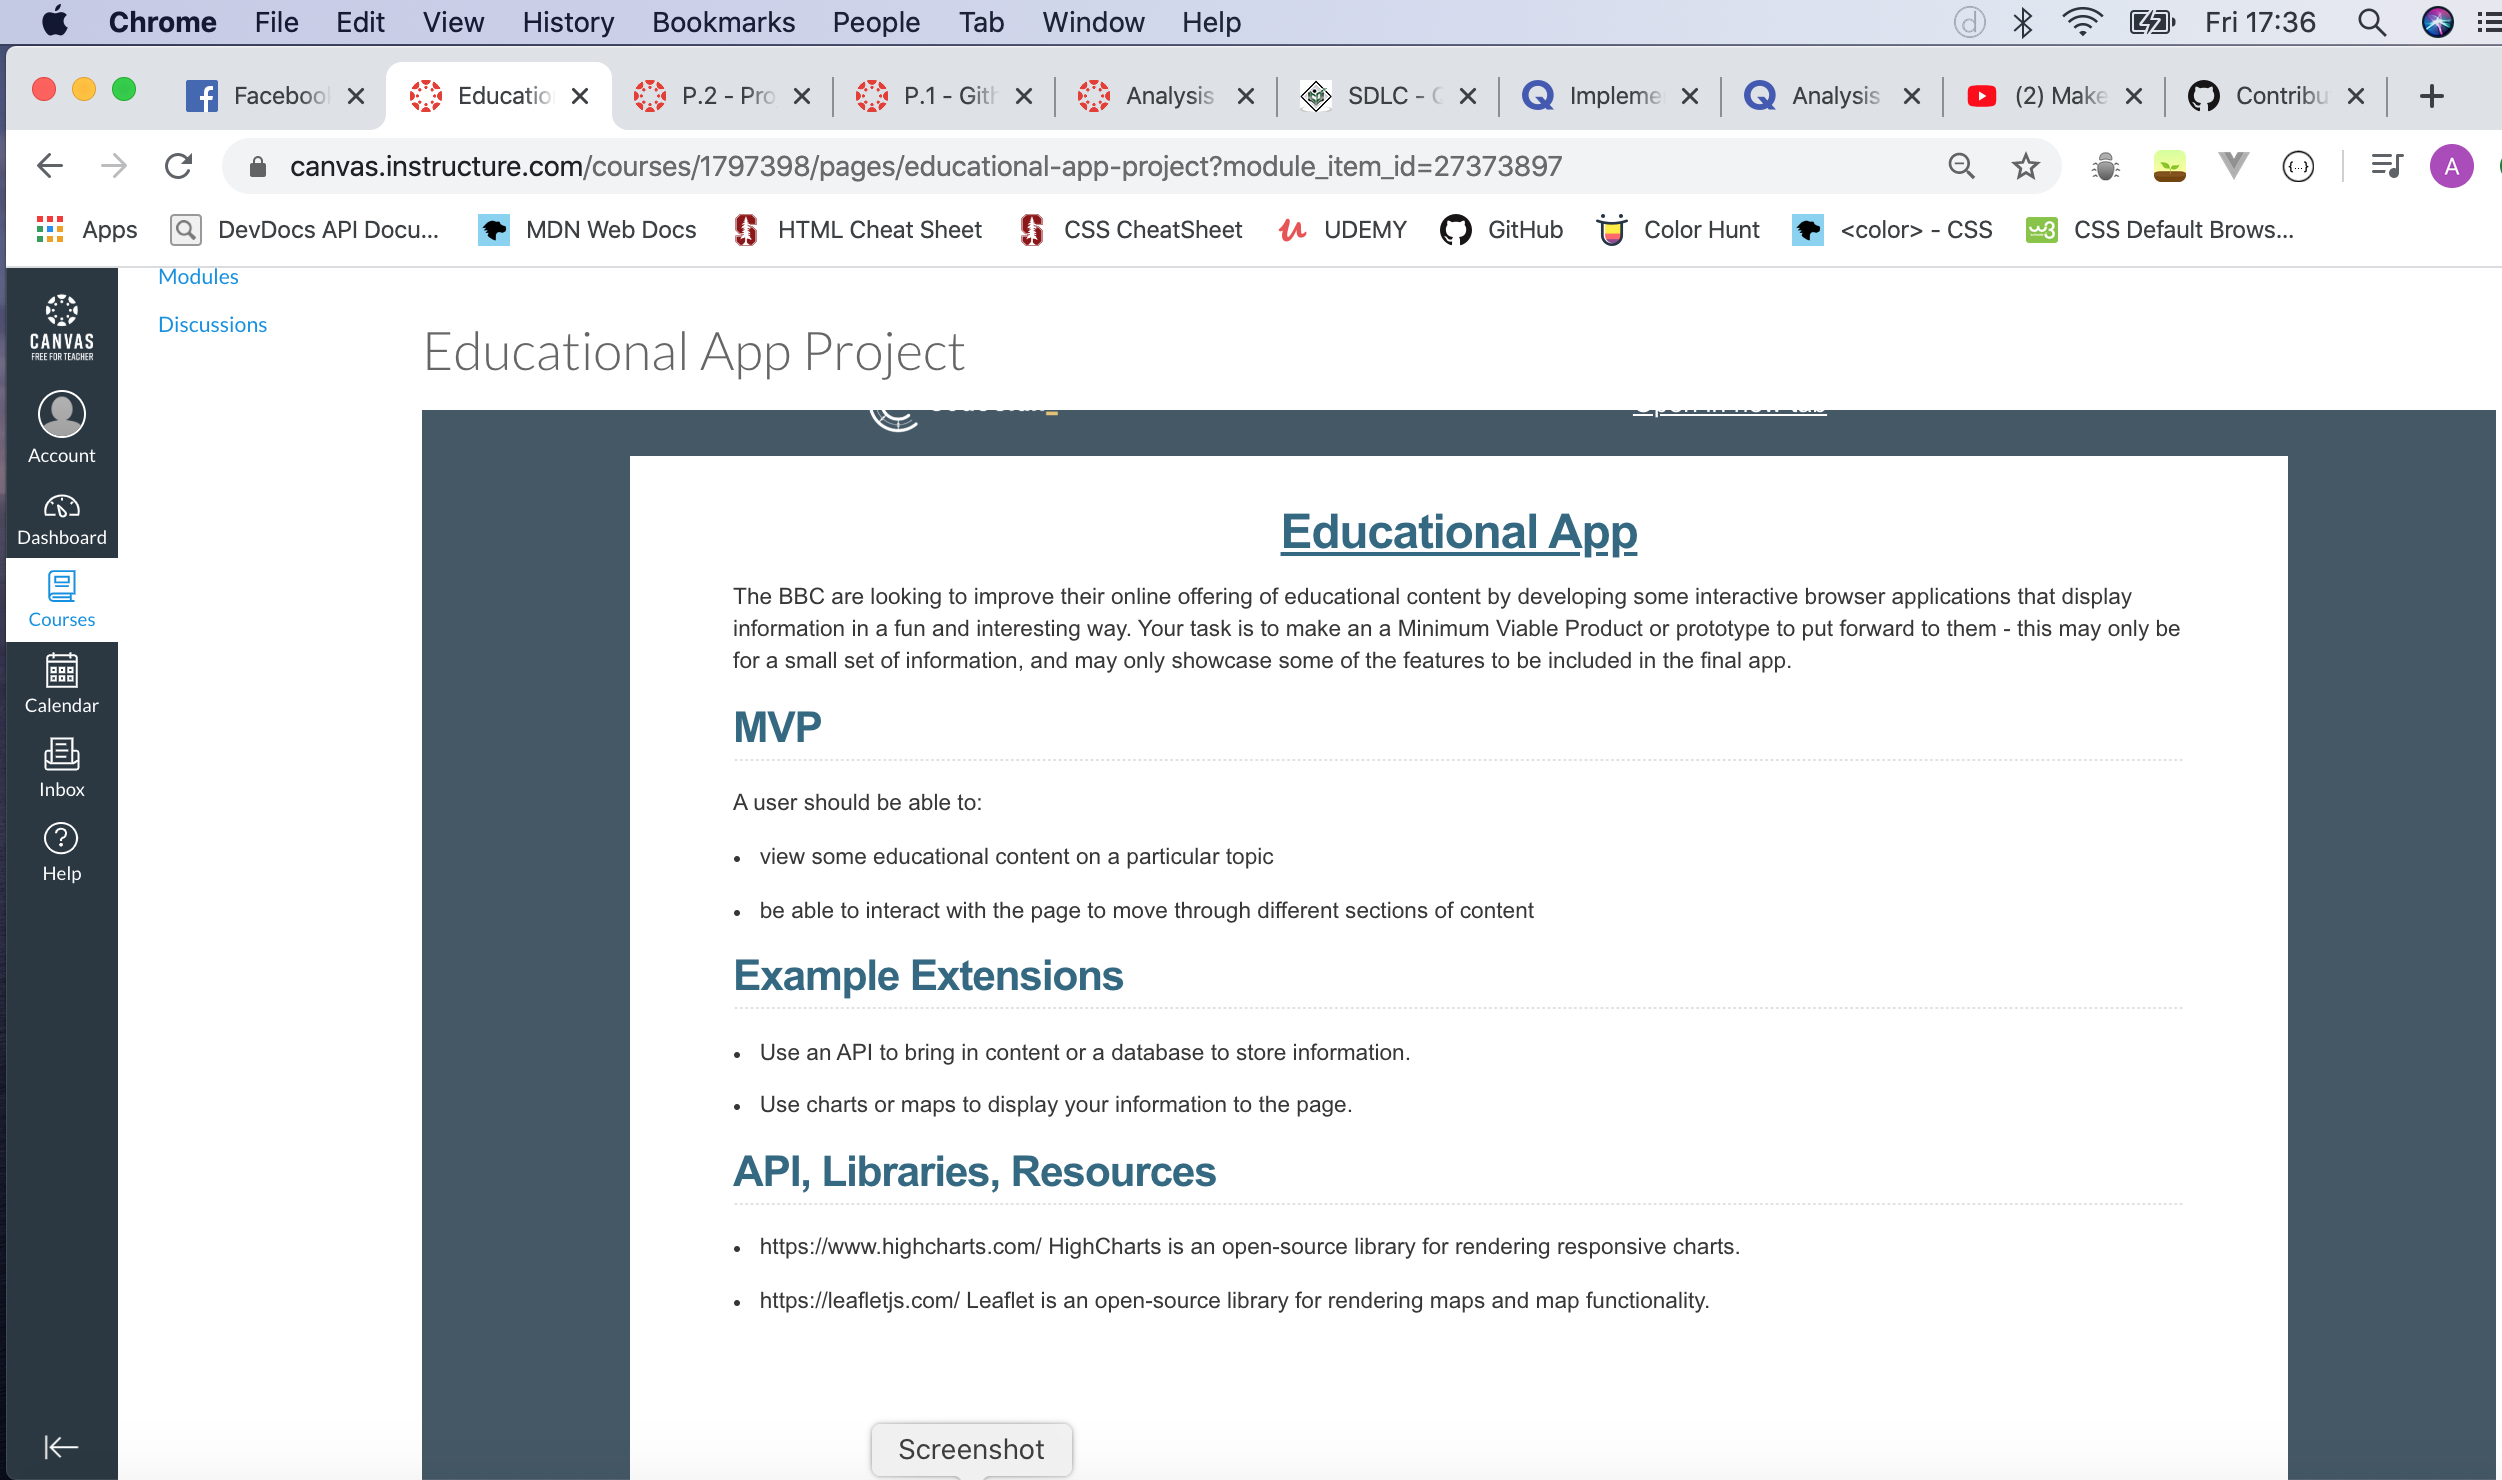 Chrome File Edit View History Bookmarks People Tab Window Help Fri 17:36
Facebool Educatio P.2 - Pro P.1 - Gith Analysis SDLC - Impleme Analysis (2) Make Contribu
canvas.instructure.com/courses/1797398/pages/educational-app-project?module_item_id=27373897 A
Apps DevDocs API Docu... MDN Web Docs HTML Cheat Sheet CSS CheatSheet UDEMY GitHub Color Hunt <color> - CSS CSS Default Brows...
Modules
Discussions
CANVAS
FREE FOR TEACHER
Account
Dashboard
Courses
Calendar
Inbox
Help
Educational App Project
Open in new tab
Educational App
The BBC are looking to improve their online offering of educational content by developing some interactive browser applications that display
information in a fun and interesting way. Your task is to make an a Minimum Viable Product or prototype to put forward to them - this may only be
for a small set of information, and may only showcase some of the features to be included in the final app.
MVP
A user should be able to:
• view some educational content on a particular topic
• be able to interact with the page to move through different sections of content
Example Extensions
• Use an API to bring in content or a database to store information.
• Use charts or maps to display your information to the page.
API, Libraries, Resources
• https://www.highcharts.com/ HighCharts is an open-source library for rendering responsive charts.
• https://leafletjs.com/ Leaflet is an open-source library for rendering maps and map functionality.
Screenshot